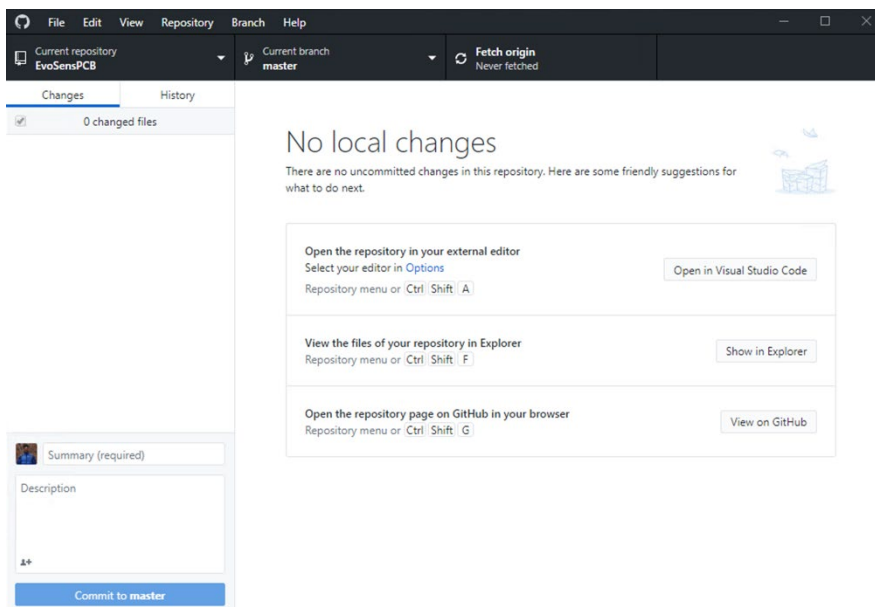 File Edit View Repository Branch Help
Current repository
EvoSensPCB
Current branch
master
Fetch origin
Never fetched
Changes History
0 changed files
No local changes
There are no uncommitted changes in this repository. Here are some friendly suggestions for
what to do next.
Open the repository in your external editor
Select your editor in Options
Repository menu or Ctrl Shift A
Open in Visual Studio Code
View the files of your repository in Explorer
Repository menu or Ctrl Shift F
Show in Explorer
Open the repository page on GitHub in your browser
Repository menu or Ctrl Shift G
View on GitHub
Summary (required)
Description
Commit to master